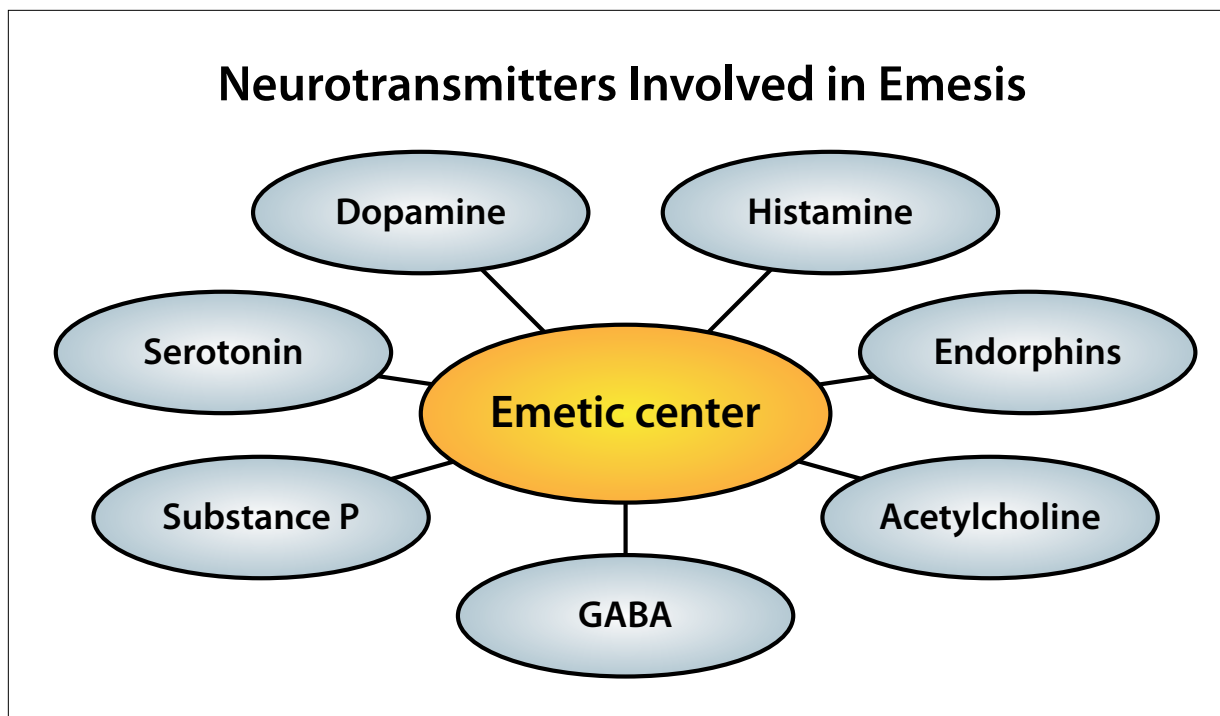 Neurotransmitters Involved in Emesis
Dopamine
Histamine
Serotonin
Endorphins
Emetic center
Substance P
Acetylcholine
GABA